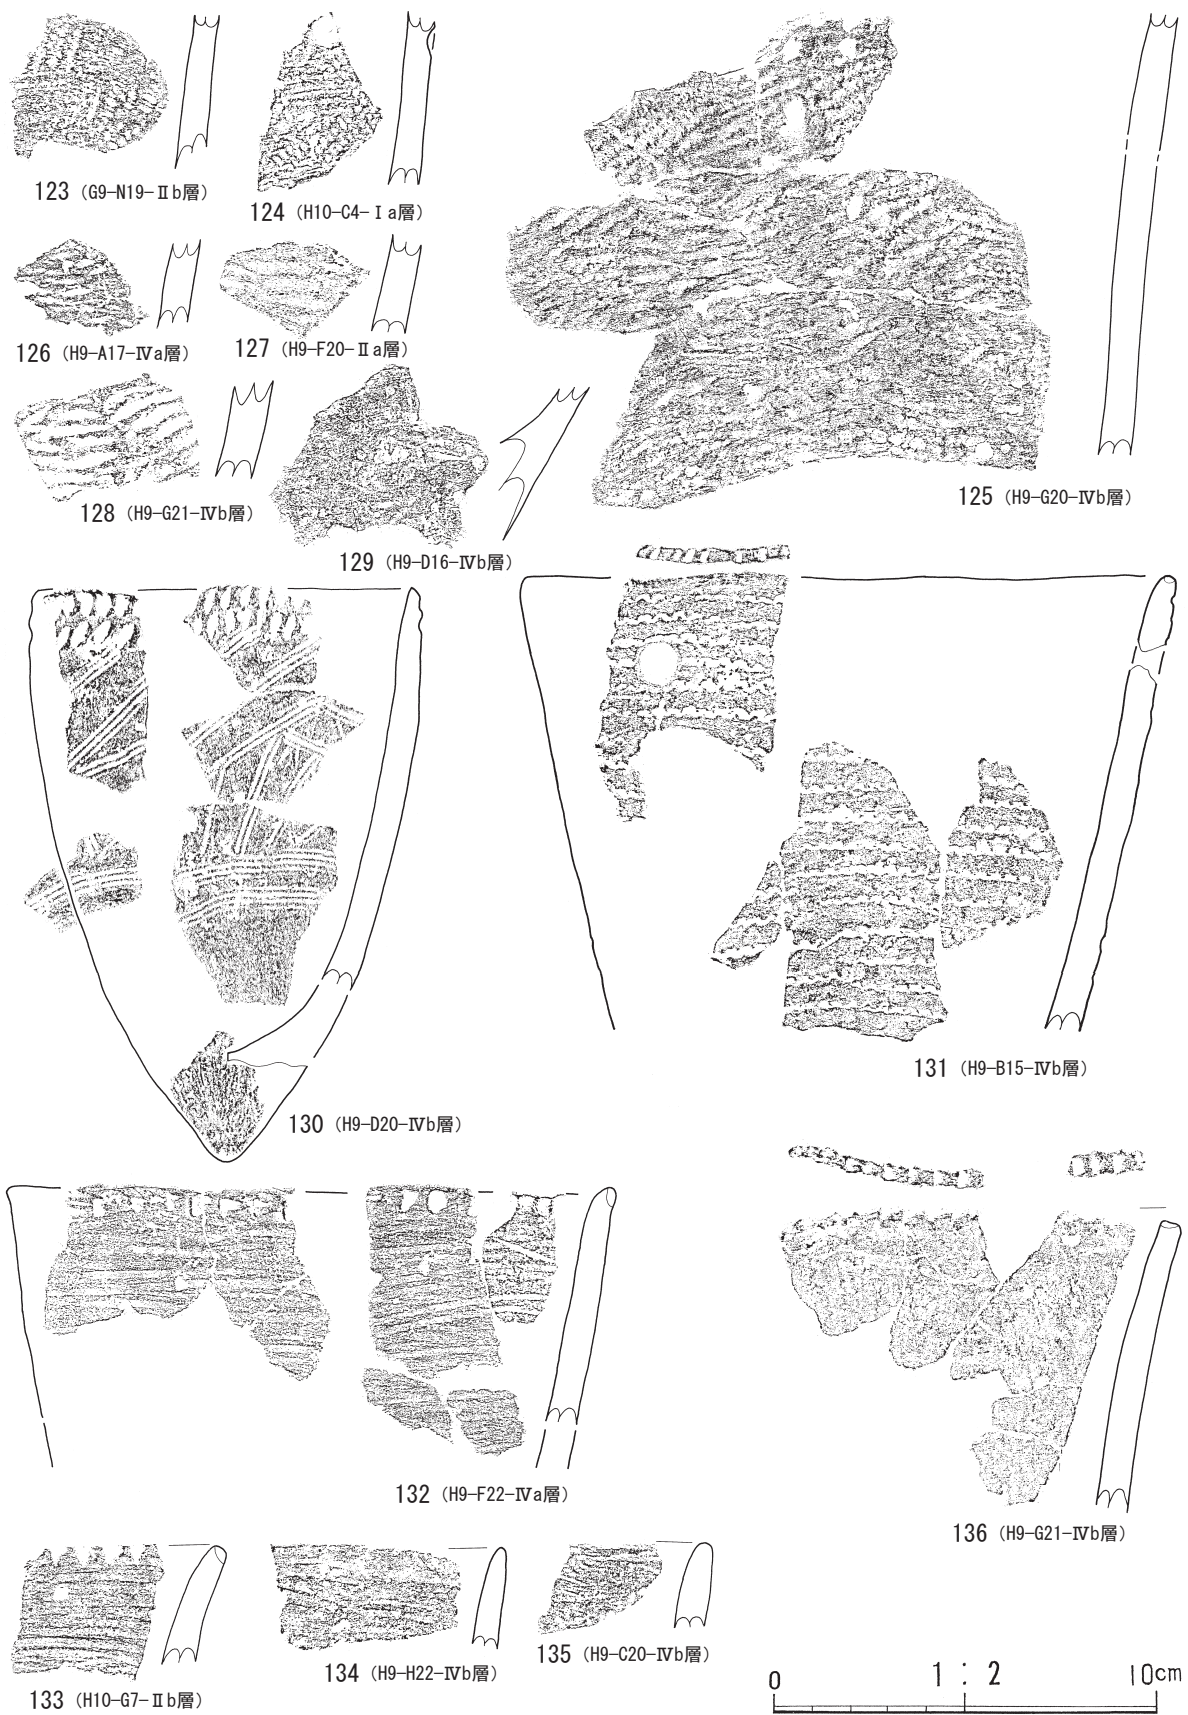 123（G9−N19−Ⅱb層）
124（H10−C4−Ⅰa層）
126（H9−A17−Ⅳa層）
127（H9−F20−Ⅱa層）
128（H9−G21−Ⅳb層）
129（H9−D16−Ⅳb層）
125（H9−G20−Ⅳb層）
130（H9−D20−Ⅳb層）
131（H9−B15−Ⅳb層）
132（H9−F22−Ⅳa層）
136（H9−G21−Ⅳb層）
133（H10−G7−Ⅱb層）
134（H9−H22−Ⅳb層）
135（H9−C20−Ⅳb層）
0 1:2 10cm